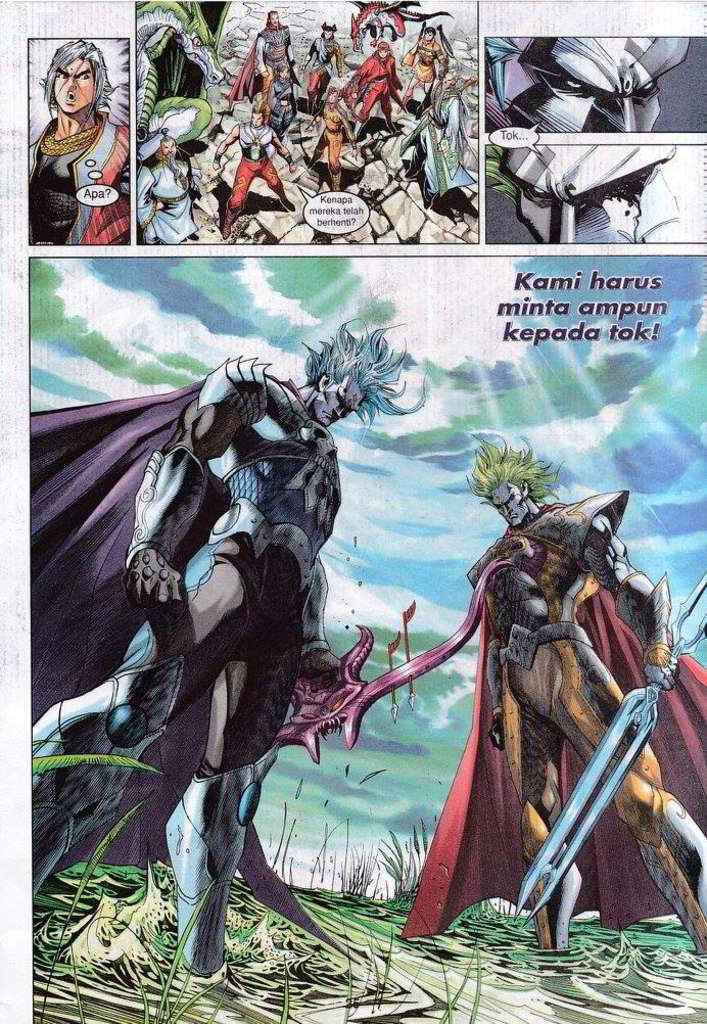 Apa?
Kenapa
mereka telah
berhenti?
Tok...
Kami harus
minta ampun
kepada tok!